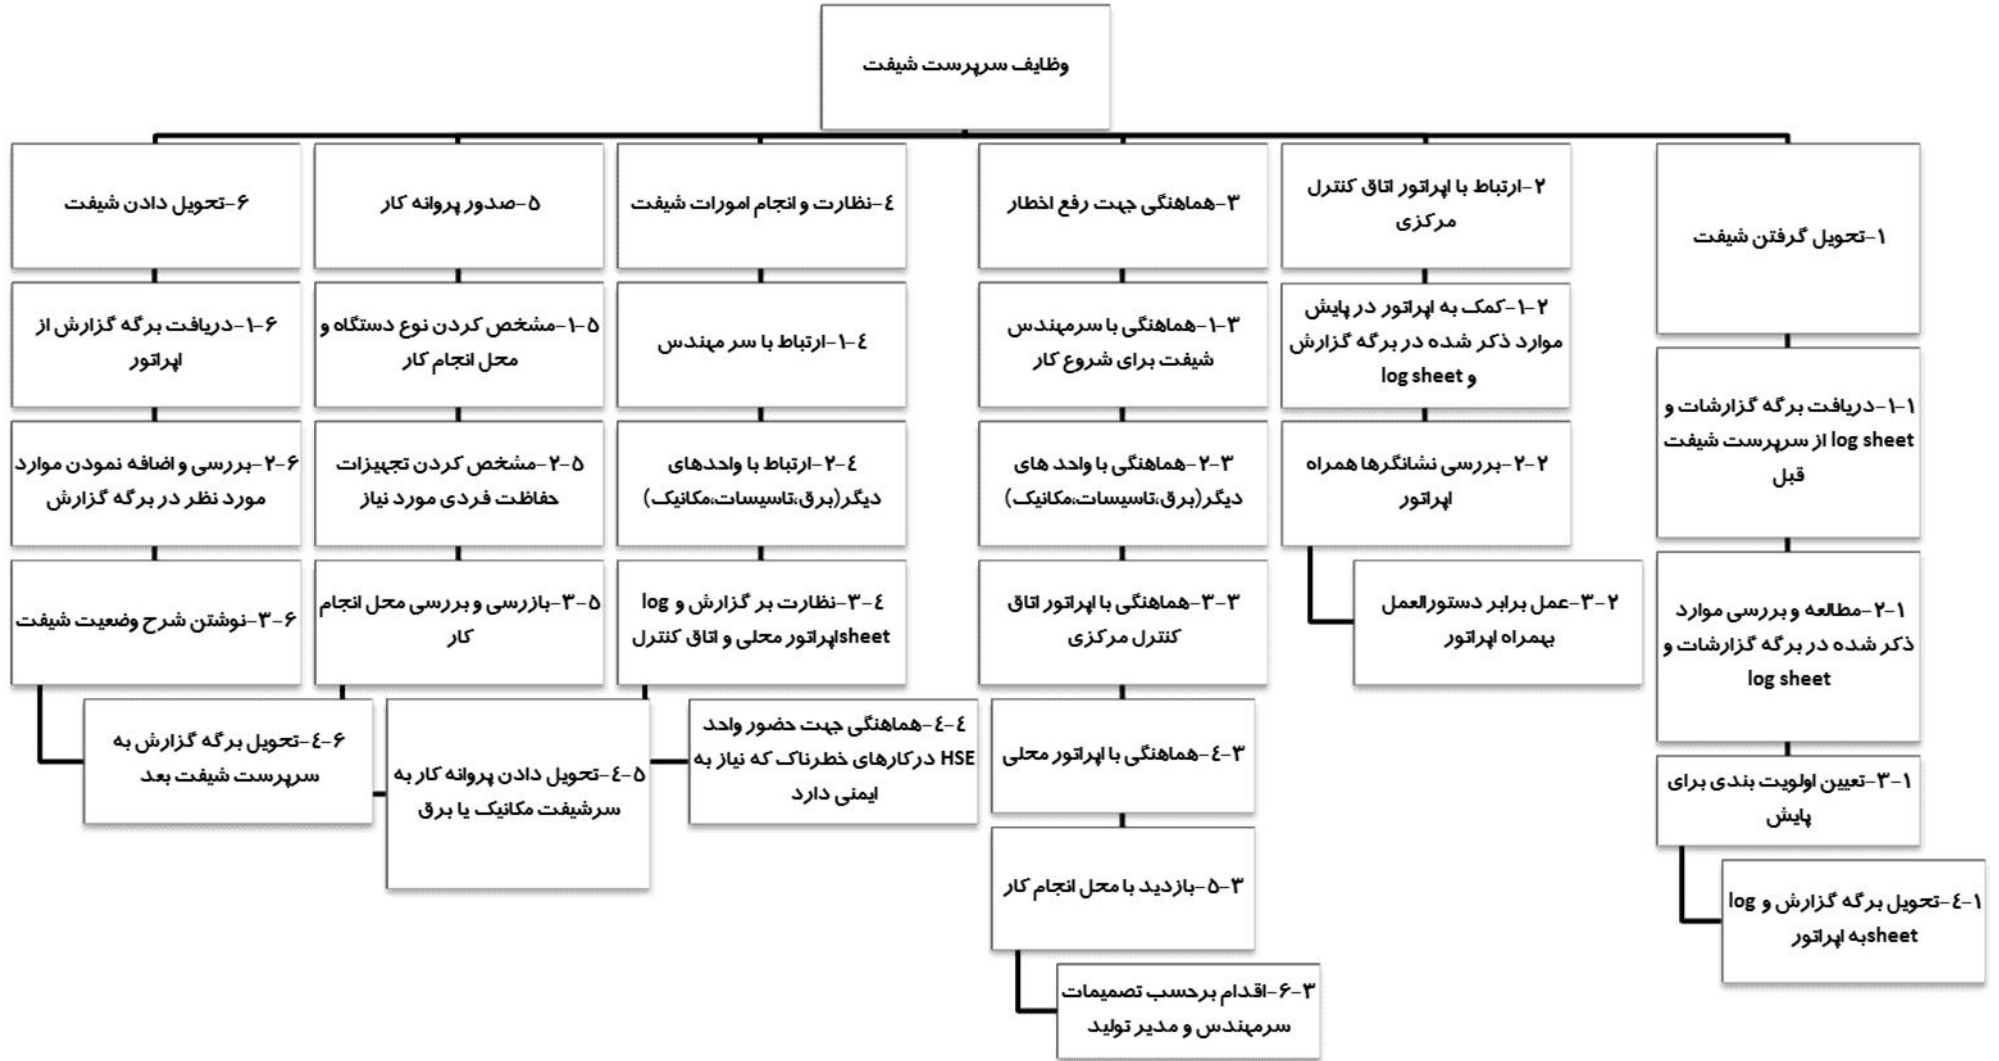 وظایف سرپرست شیفت
۱-تحویل گرفتن شیفت
۱-۱-دریافت برگه گزارشات و
log sheet از سرپرست شیفت
قبل
۲-۱-مطالعه و بررسی موارد
ذکر شده در برگه گزارشات و
log sheet
۳-۱-تعیین اولویت بندی برای
پایش
٤-۱-تحویل برگه گزارش و log
sheetبه اپراتور
۲-ارتباط با اپراتور اتاق کنترل
مرکزی
۱-۲-کمک به اپراتور در پایش
موارد ذکر شده در برگه گزارش
و log sheet
۲-۲-بررسی نشانگرها همراه
اپراتور
۳-۲-عمل برابر دستورالعمل
بهمراه اپراتور
۳-هماهنگی جهت رفع اخطار
۱-۳-هماهنگی با سرمهندس
شیفت برای شروع کار
۲-۳-هماهنگی با واحد های
دیگر(برق،تاسیسات،مکانیک)
۳-۳-هماهنگی با اپراتور اتاق
کنترل مرکزی
٤-۳-هماهنگی با اپراتور محلی
۵-۳-بازدید با محل انجام کار
۶-۳-اقدام برحسب تصمیمات
سرمهندس و مدیر تولید
٤-نظارت و انجام امورات شیفت
۱-٤-ارتباط با سر مهندس
۲-٤-ارتباط با واحدهای
دیگر(برق،تاسیسات،مکانیک)
۳-٤-نظارت بر گزارش و log
sheetاپراتور محلی و اتاق کنترل
٤-٤-هماهنگی جهت حضور واحد
HSE درکارهای خطرناک که نیاز به
ایمنی دارد
۵-صدور پروانه کار
۱-۵-مشخص کردن نوع دستگاه و
محل انجام کار
۲-۵-مشخص کردن تجهیزات
حفاظت فردی مورد نیاز
۳-۵-بازرسی و بررسی محل انجام
کار
٤-۵-تحویل دادن پروانه کار به
سرشیفت مکانیک یا برق
۶-تحویل دادن شیفت
۱-۶-دریافت برگه گزارش از
اپراتور
۲-۶-بررسی و اضافه نمودن موارد
مورد نظر در برگه گزارش
۳-۶-نوشتن شرح وضعیت شیفت
٤-۶-تحویل برگه گزارش به
سرپرست شیفت بعد